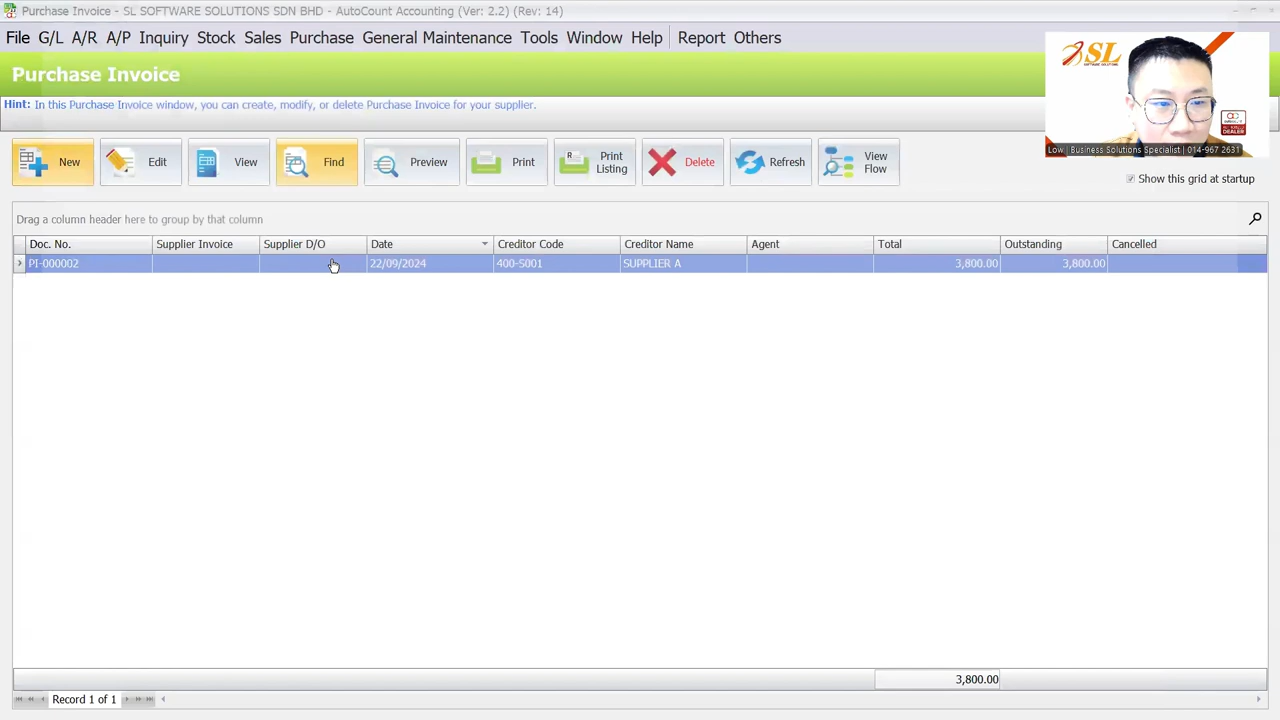 Purchase Invoice - SL SOFTWARE SOLUTIONS SDN BHD - AutoCount Accounting (Ver: 2.2) (Rev: 14)
File G/L A/R A/P Inquiry Stock Sales Purchase General Maintenance Tools Window Help Report Others
Purchase Invoice
SL
SOFTWARE SOLUTIONS
DEALER
Low | Business Solutions Specialist | 014-967 2631
Hint: In this Purchase Invoice window, you can create, modify, or delete Purchase Invoice for your supplier.
New Edit View Find Preview Print Print Listing Delete Refresh View Flow
Show this grid at startup
Drag a column header here to group by that column
Doc. No. Supplier Invoice Supplier D/O Date Creditor Code Creditor Name Agent Total Outstanding Cancelled
PI-000002 22/09/2024 400-S001 SUPPLIER A 3,800.00 3,800.00
3,800.00
Record 1 of 1